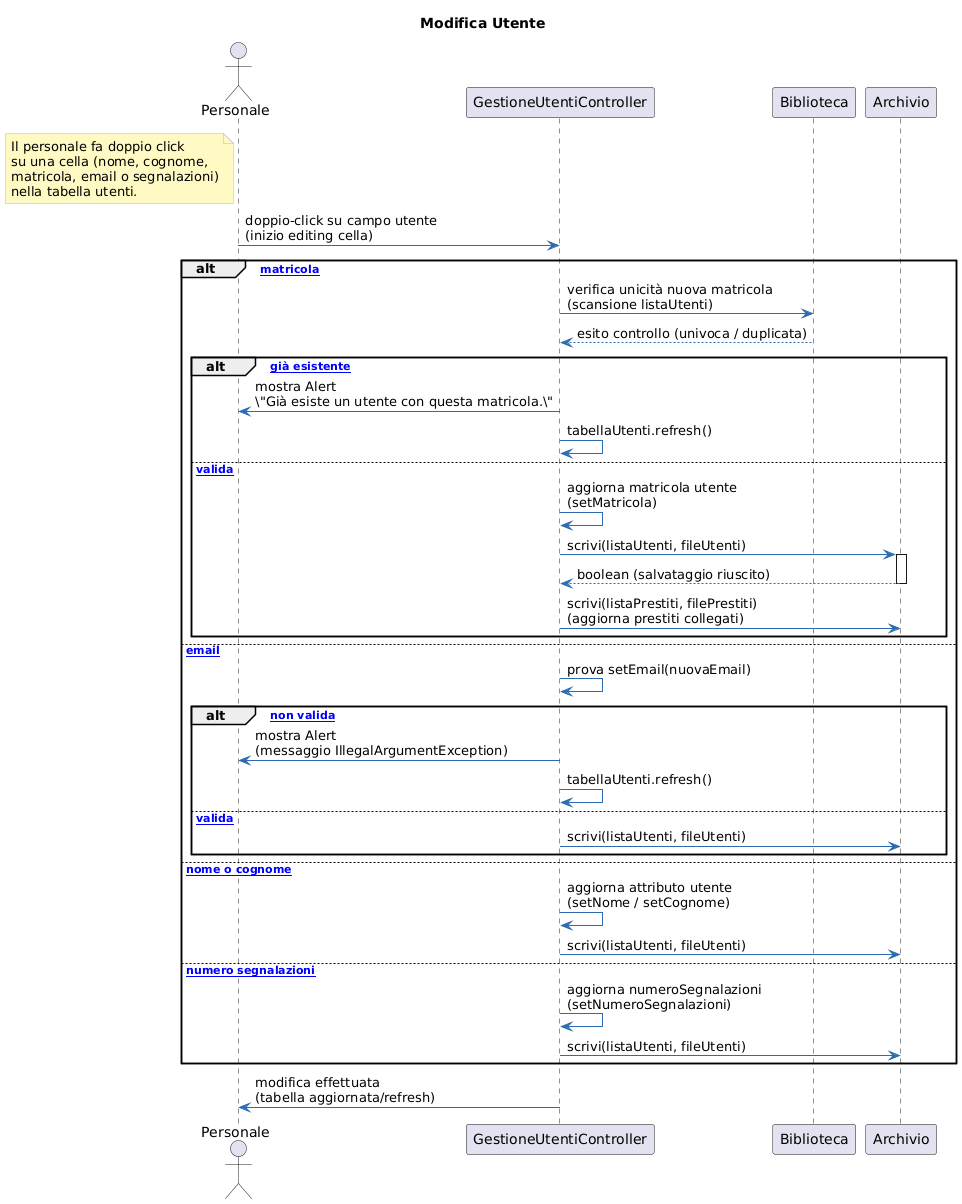 Modifica Utente
Personale
GestioneUtentiController
Biblioteca
Archivio
Il personale fa doppio click
su una cella (nome, cognome,
matricola, email o segnalazioni)
nella tabella utenti.
doppio-click su campo utente
(inizio editing cella)
alt
matricola
verifica unicità nuova matricola
(scansione listaUtenti)
esito controllo (univoca / duplicata)
alt
già esistente
mostra Alert
\"Già esiste un utente con questa matricola.\"
tabellaUtenti.refresh()
valida
aggiorna matricola utente
(setMatricola)
scrivi(listaUtenti, fileUtenti)
boolean (salvataggio riuscito)
scrivi(listaPrestiti, filePrestiti)
(aggiorna prestiti collegati)
email
prova setEmail(nuovaEmail)
alt
non valida
mostra Alert
(messaggio IllegalArgumentException)
tabellaUtenti.refresh()
valida
scrivi(listaUtenti, fileUtenti)
nome o cognome
aggiorna attributo utente
(setNome / setCognome)
scrivi(listaUtenti, fileUtenti)
numero segnalazioni
aggiorna numeroSegnalazioni
(setNumeroSegnalazioni)
scrivi(listaUtenti, fileUtenti)
modifica effettuata
(tabella aggiornata/refresh)
Personale
GestioneUtentiController
Biblioteca
Archivio